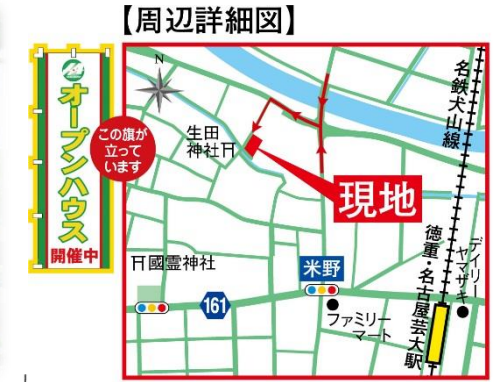 【周辺詳細図】
オープンハウス
開催中
この旗が
立って
います
N
生田
神社
現地
名鉄犬山線
國霊神社
米野
161
ファミリー
マート
徳重・名古屋芸大駅
デイリー
ヤマザキ